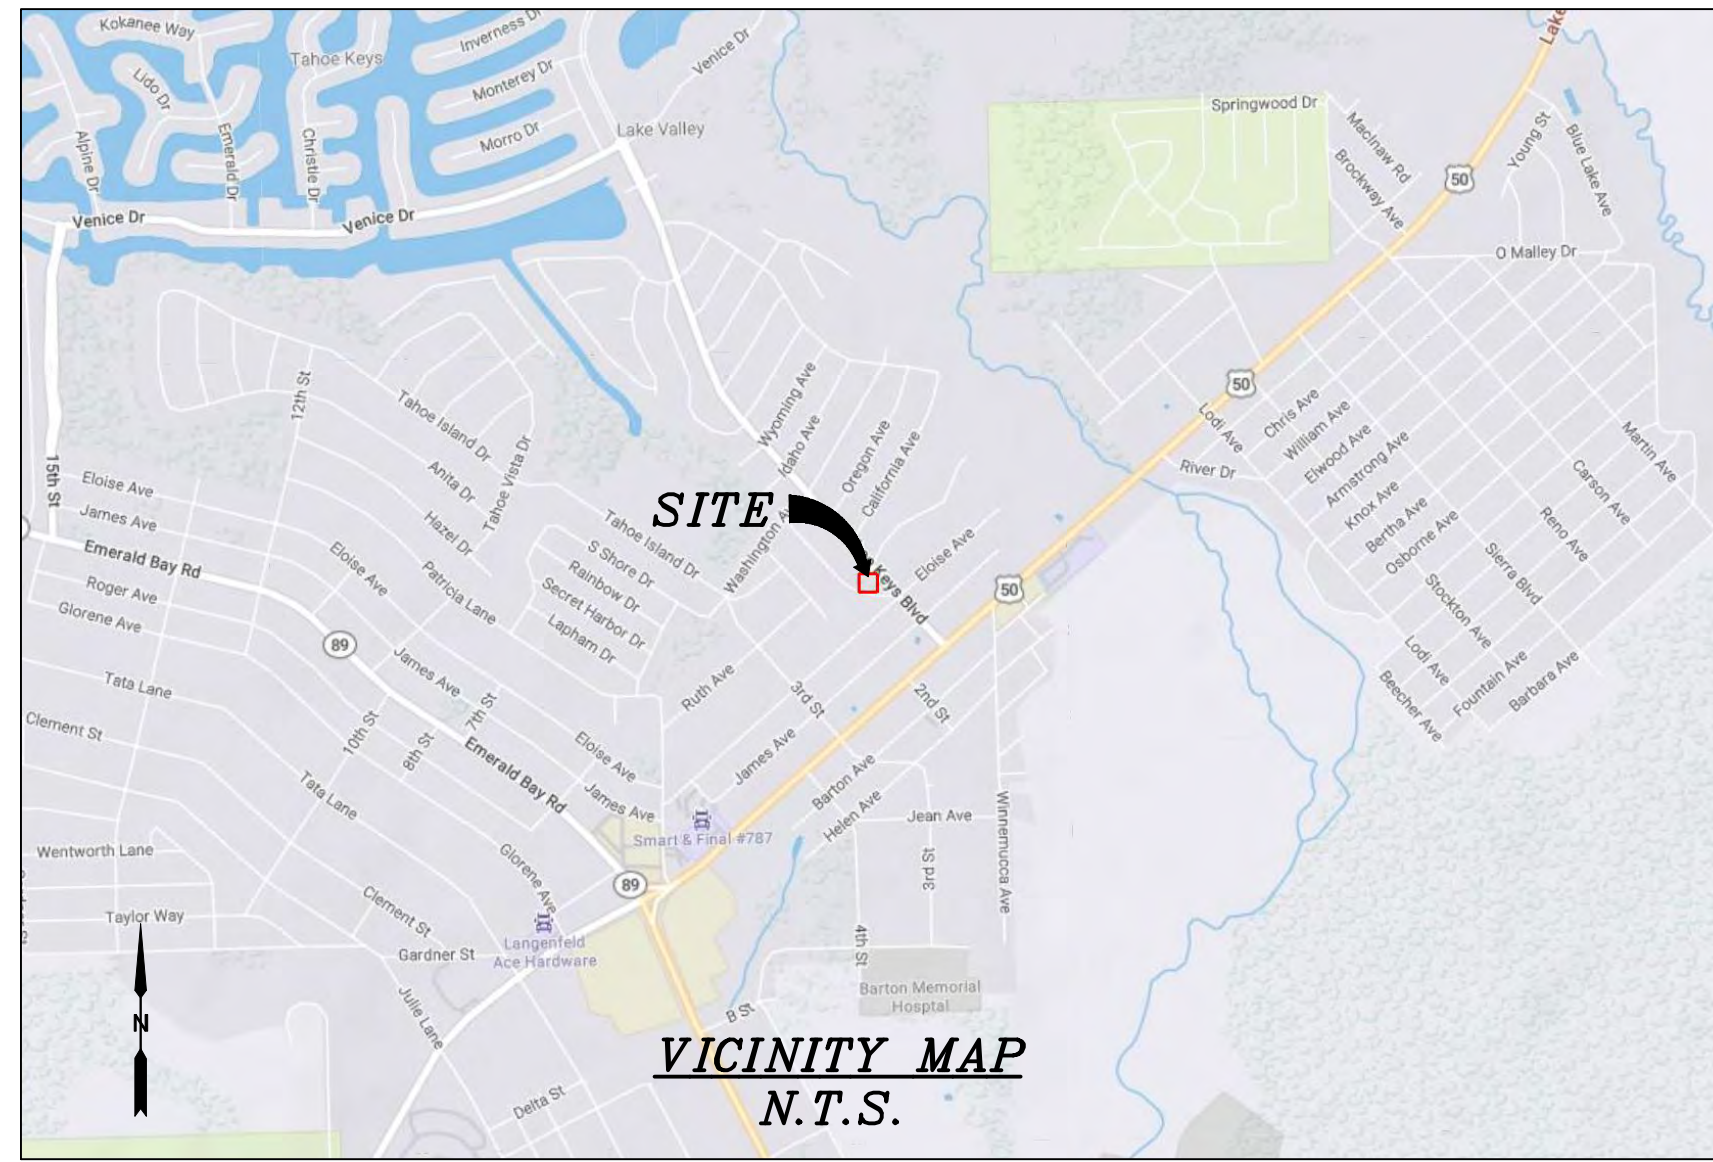 Kokanee Way
Inverness Dr
Tahoe Keys
Venice Dr
Lake
Lido Dr
Monterey Dr
Springwood Dr
MacInaw Rd
Young St
Blue Lake Ave
Alpine Dr
Emerald Dr
Christie Dr
Morro Dr
Lake Valley
Brockway Ave
50
Venice Dr
Venice Dr
O Malley Dr
12th St
Tahoe Island Dr
Wyoming Ave
Idaho Ave
50
Lodi Ave
Chris Ave
William Ave
Elwood Ave
Armstrong Ave
Martin Ave
Oregon Ave
California Ave
River Dr
Knox Ave
Carson Ave
15th St
Eloise Ave
Anita Dr
Tahoe Vista Dr
SITE
Bertha Ave
Osborne Ave
Reno Ave
James Ave
Hazel Dr
Tahoe Island Dr
Washington A
Emerald Bay Rd
S Shore Dr
Eloise Ave
Sierra Blvd
Roger Ave
Eloise Ave
Patricia Lane
Rainbow Dr
Keys Blvd
50
Stockton Ave
Glorene Ave
Secret Harbor Dr
Lapham Dr
89
James Ave
Lodi Ave
Tata Lane
Ruth Ave
3rd St
2nd St
Beecher Ave
Fountain Ave
Barbara Ave
Clement St
10th St
7th St
8th St
Emerald Bay Rd
Eloise Ave
James Ave
Tata Lane
James Ave
Barton Ave
Helen Ave
Jean Ave
Winnemucca Ave
Smart & Final #787
Wentworth Lane
Glorene Ave
3rd St
89
Taylor Way
Clement St
Gardner St
Langenfeld
Ace Hardware
4th St
Barton Memorial
Hosptal
Julie Lane
B St
N
VICINITY MAP
N.T.S.
Delta St